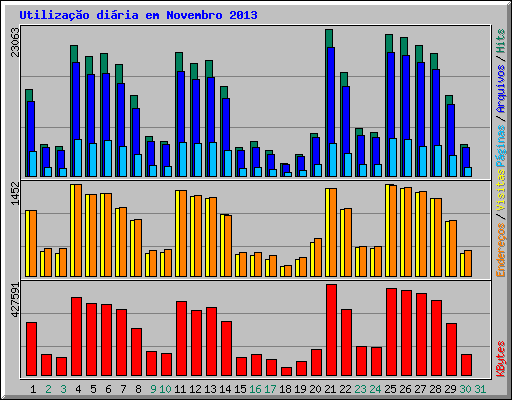 Utilização diária em Novembro 2013
23063
1452
427591
Páginas / Arquivos / Hits
Endereços / Visitas
KBytes
1 2 3 4 5 6 7 8 9 10 11 12 13 14 15 16 17 18 19 20 21 22 23 24 25 26 27 28 29 30 31